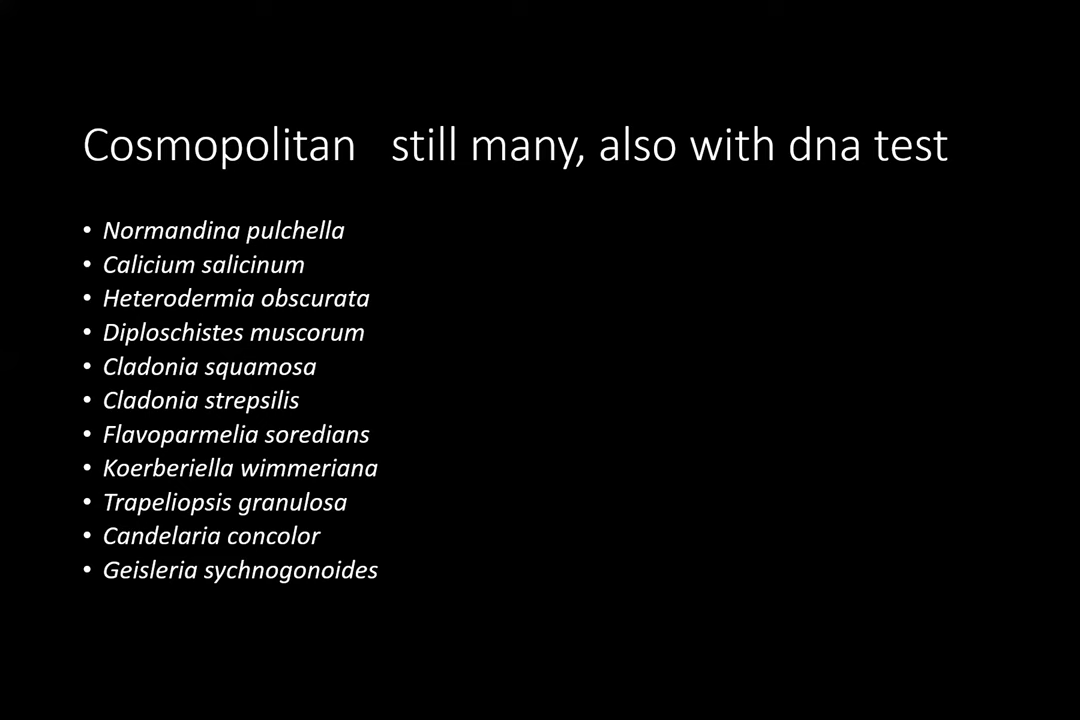 Cosmopolitan   still many, also with dna test
• Normandina pulchella
• Calicium salicinum
• Heterodermia obscurata
• Diploschistes muscorum
• Cladonia squamosa
• Cladonia strepsilis
• Flavoparmelia soredians
• Koerberiella wimmeriana
• Trapeliopsis granulosa
• Candelaria concolor
• Geisleria sychnogonoides